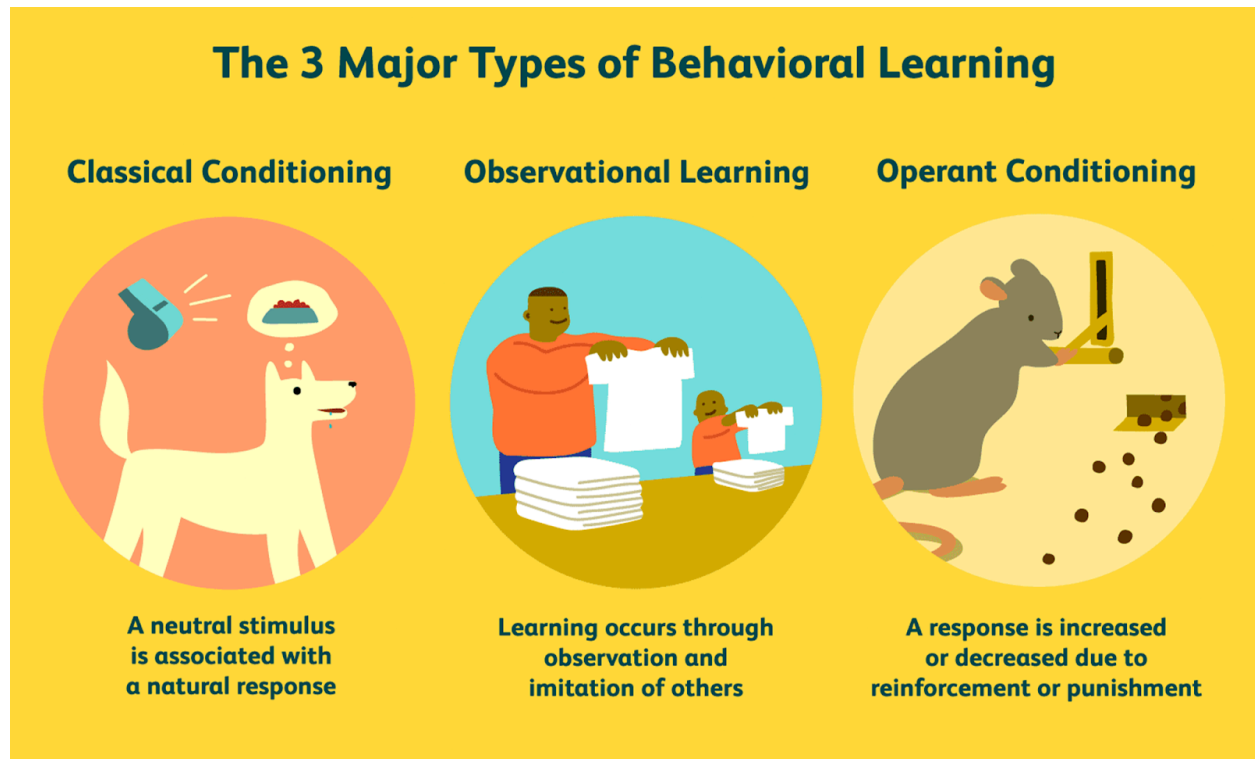 The 3 Major Types of Behavioral Learning
Classical Conditioning
A neutral stimulus
is associated with
a natural response
Observational Learning
Learning occurs through
observation and
imitation of others
Operant Conditioning
A response is increased
or decreased due to
reinforcement or punishment